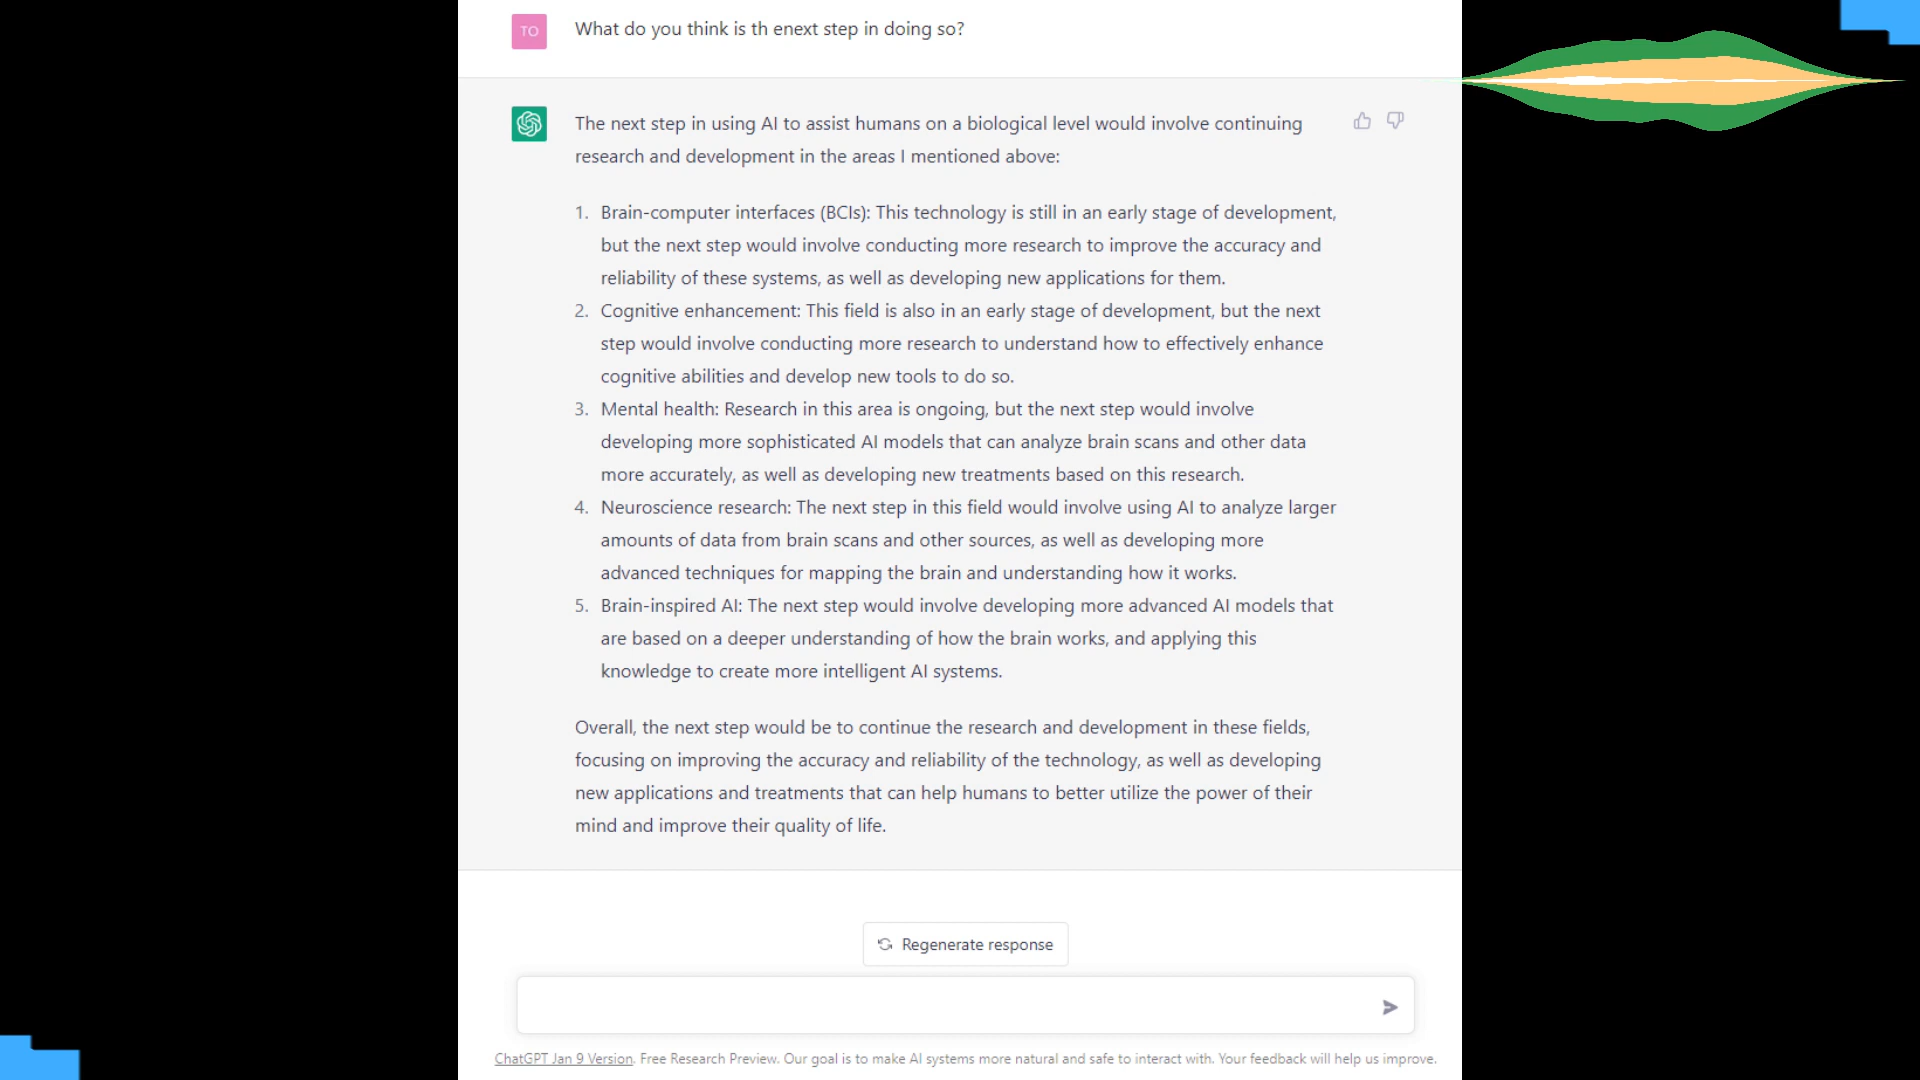 TO What do you think is th enext step in doing so?
The next step in using AI to assist humans on a biological level would involve continuing
research and development in the areas I mentioned above:
1. Brain-computer interfaces (BCIs): This technology is still in an early stage of development,
but the next step would involve conducting more research to improve the accuracy and
reliability of these systems, as well as developing new applications for them.
2. Cognitive enhancement: This field is also in an early stage of development, but the next
step would involve conducting more research to understand how to effectively enhance
cognitive abilities and develop new tools to do so.
3. Mental health: Research in this area is ongoing, but the next step would involve
developing more sophisticated AI models that can analyze brain scans and other data
more accurately, as well as developing new treatments based on this research.
4. Neuroscience research: The next step in this field would involve using AI to analyze larger
amounts of data from brain scans and other sources, as well as developing more
advanced techniques for mapping the brain and understanding how it works.
5. Brain-inspired AI: The next step would involve developing more advanced AI models that
are based on a deeper understanding of how the brain works, and applying this
knowledge to create more intelligent AI systems.
Overall, the next step would be to continue the research and development in these fields,
focusing on improving the accuracy and reliability of the technology, as well as developing
new applications and treatments that can help humans to better utilize the power of their
mind and improve their quality of life.
Regenerate response
ChatGPT Jan 9 Version. Free Research Preview. Our goal is to make AI systems more natural and safe to interact with. Your feedback will help us improve.